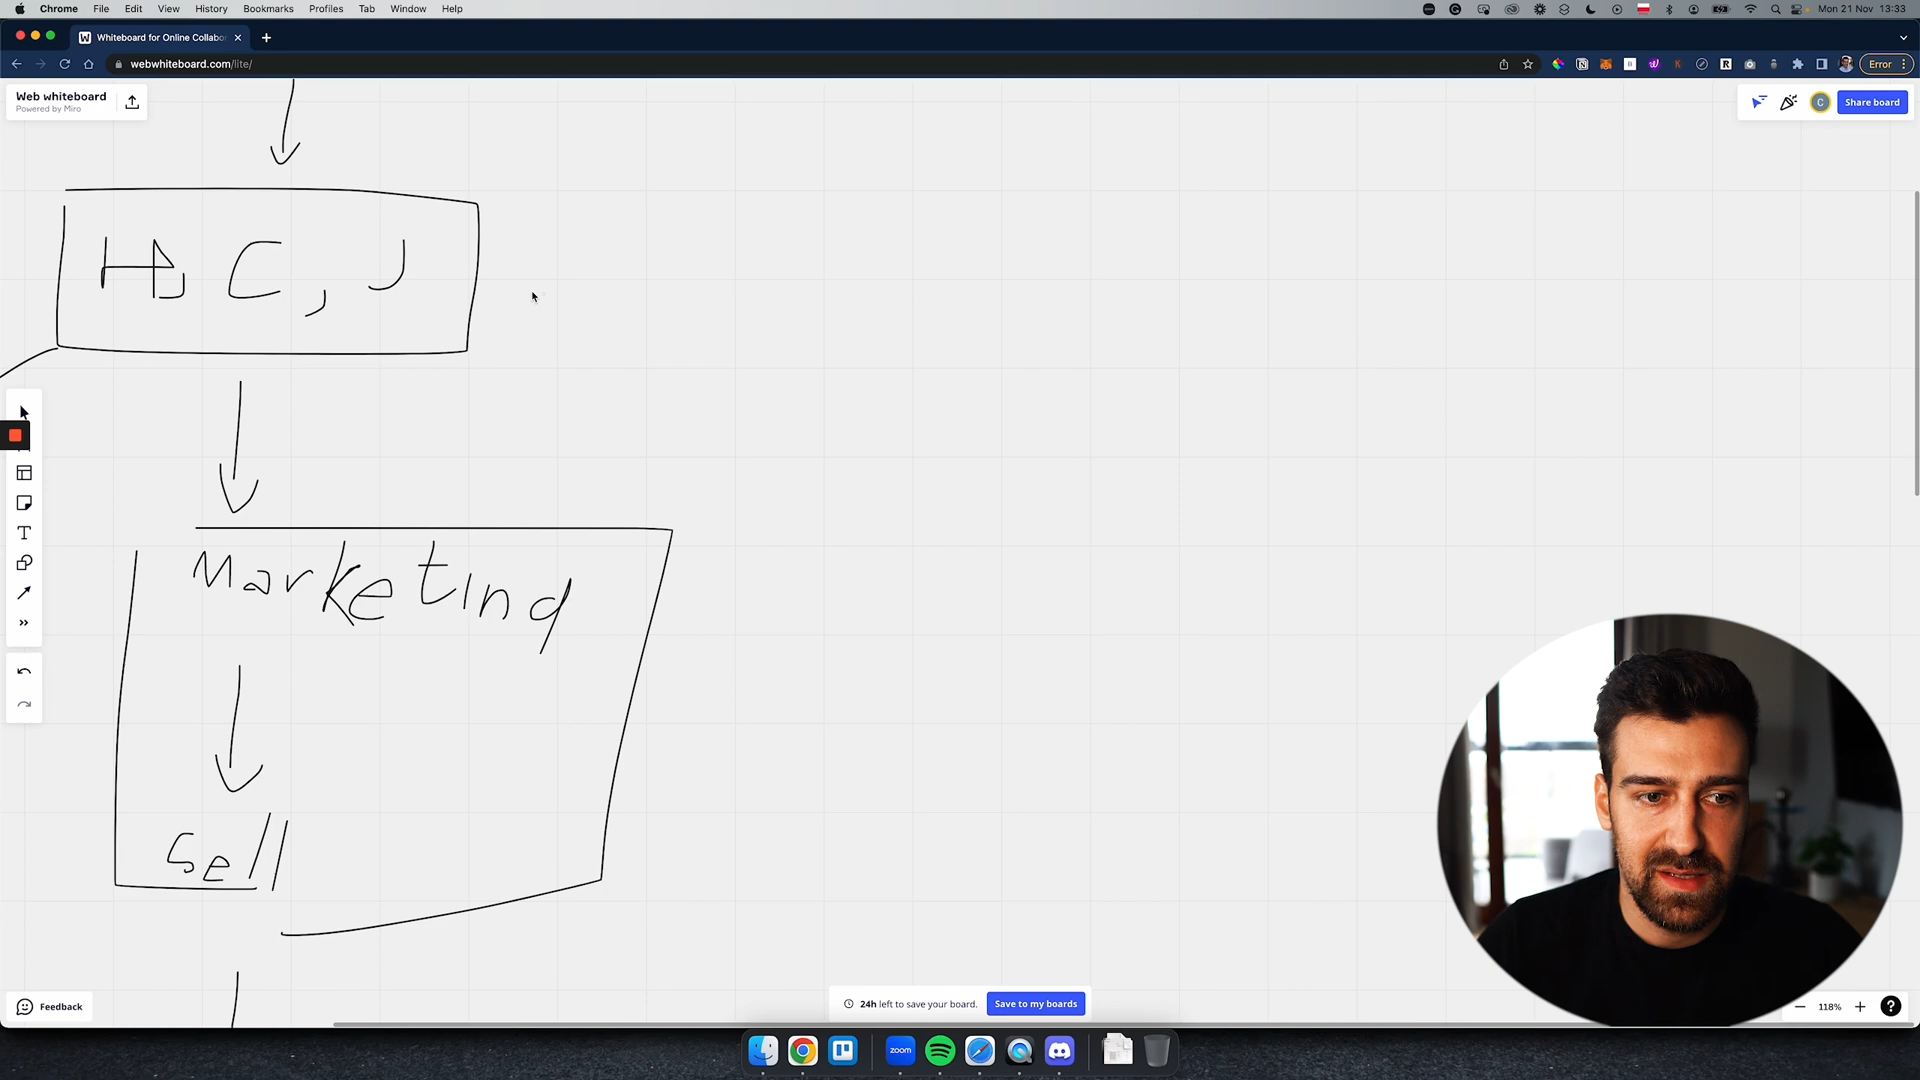 Chrome File Edit View History Bookmarks Profiles Tab Window Help Mon 21 Nov 13:33
Whiteboard for Online Collabo
webwhiteboard.com/lite/ Error
Web whiteboard
Powered by Miro
C Share board
H, C, J
Marketing
Sell
Feedback
24h left to save your board. Save to my boards
118%
zoom